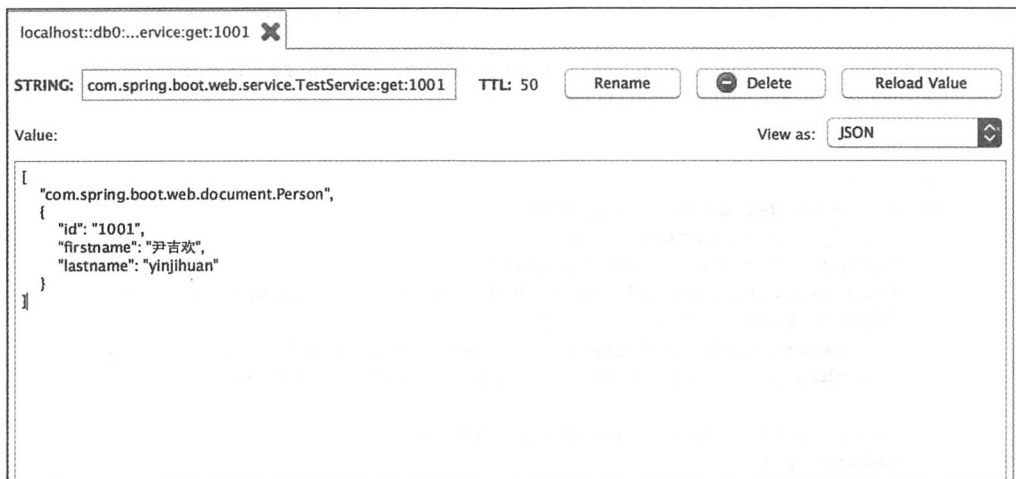 localhost::db0:...ervice:get:1001
STRING: com.spring.boot.web.service.TestService:get:1001 TTL: 50 Rename Delete Reload Value
Value: View as: JSON
[
"com.spring.boot.web.document.Person",
{
"id": "1001",
"firstname": "尹吉欢",
"lastname": "yinjihuan"
}
]